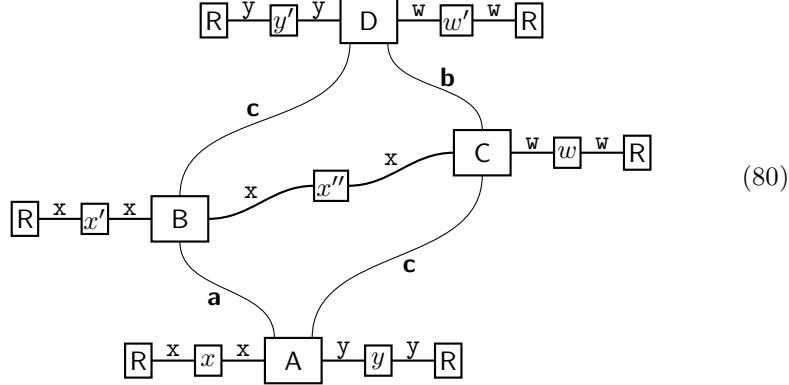 R y y′ y D w w′ w R
c b
x x C w w w R
x″
(80)
R x x′ x B
c
a
R x x x A y y y R